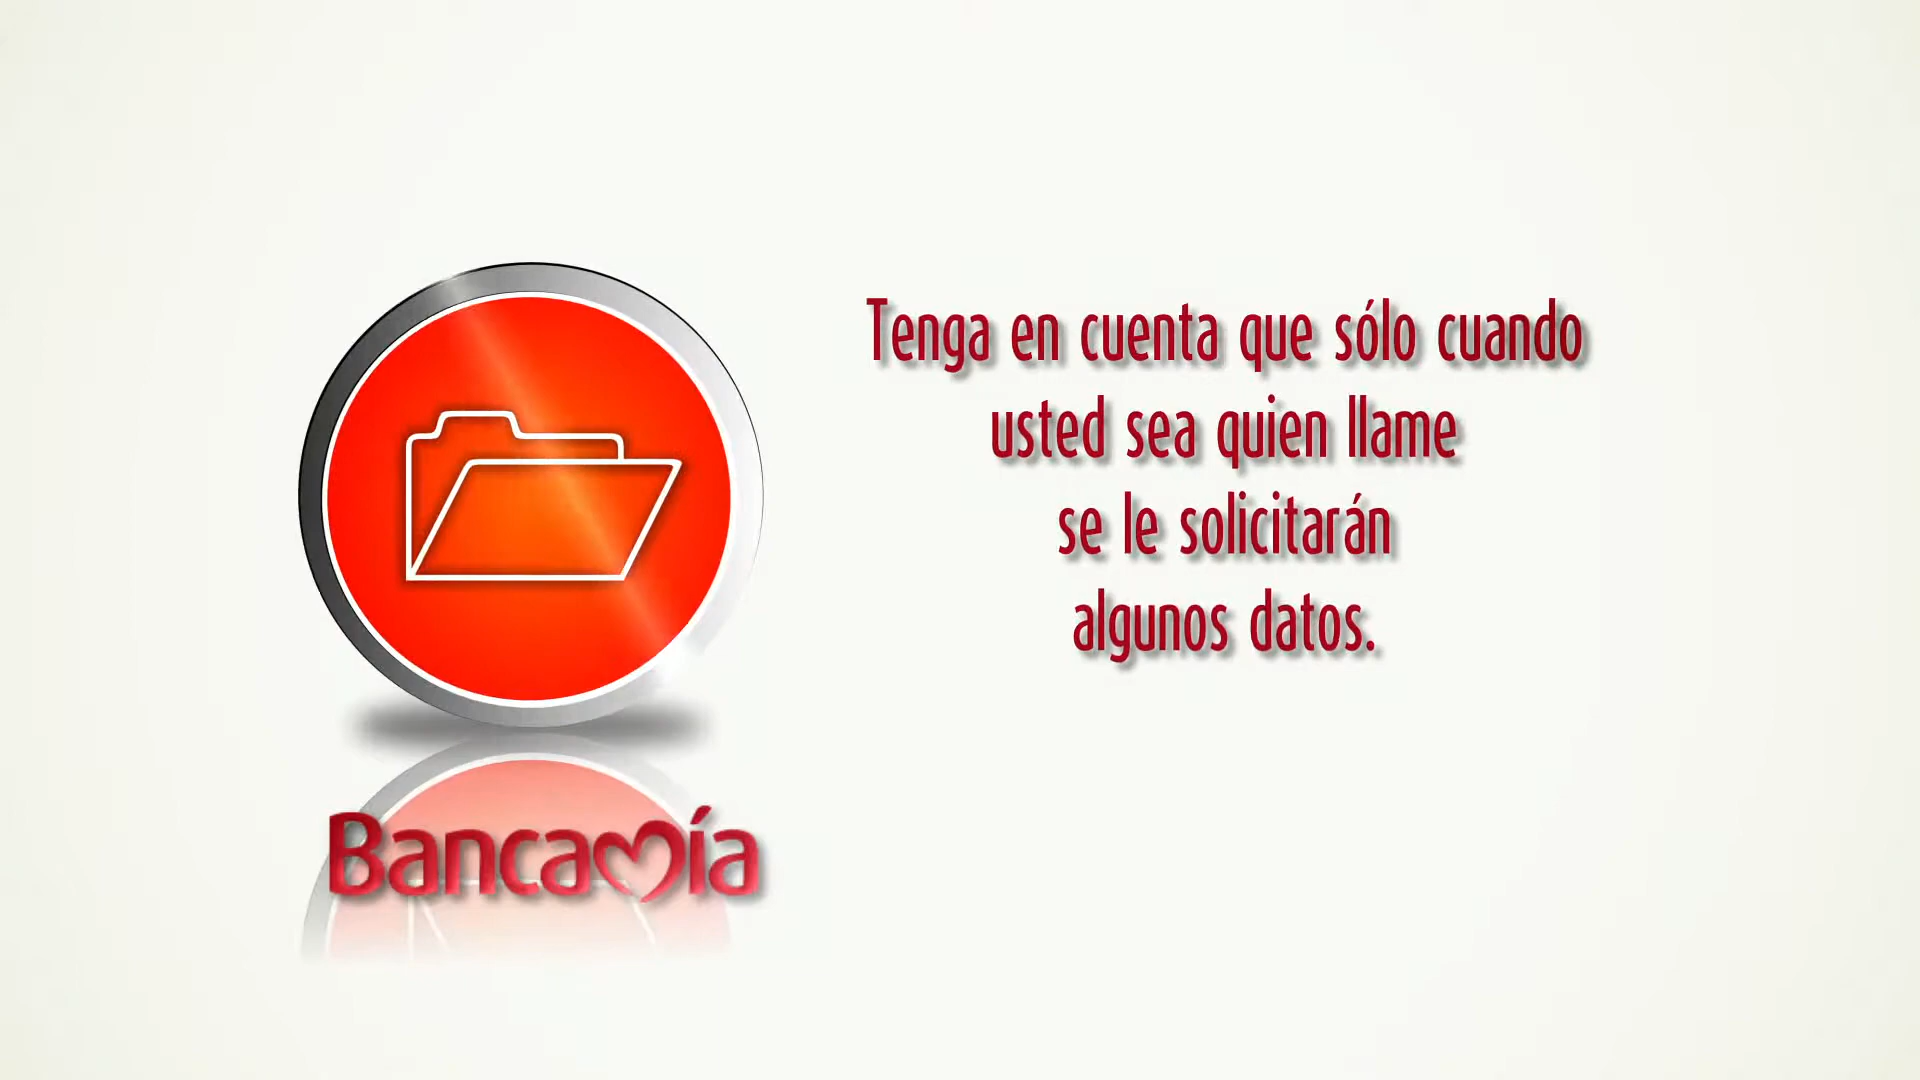 Tenga en cuenta que sólo cuando
usted sea quien llame
se le solicitarán
algunos datos.
Bancamía